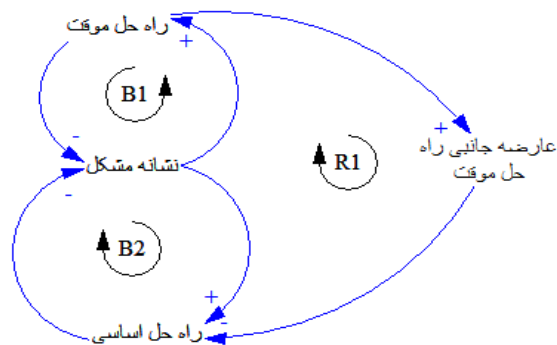 راه حل موقت
+
B1
-
+
نشانه مشکل
عارضه جانبی راه
حل موقت
R1
-
B2
+
-
راه حل اساسی